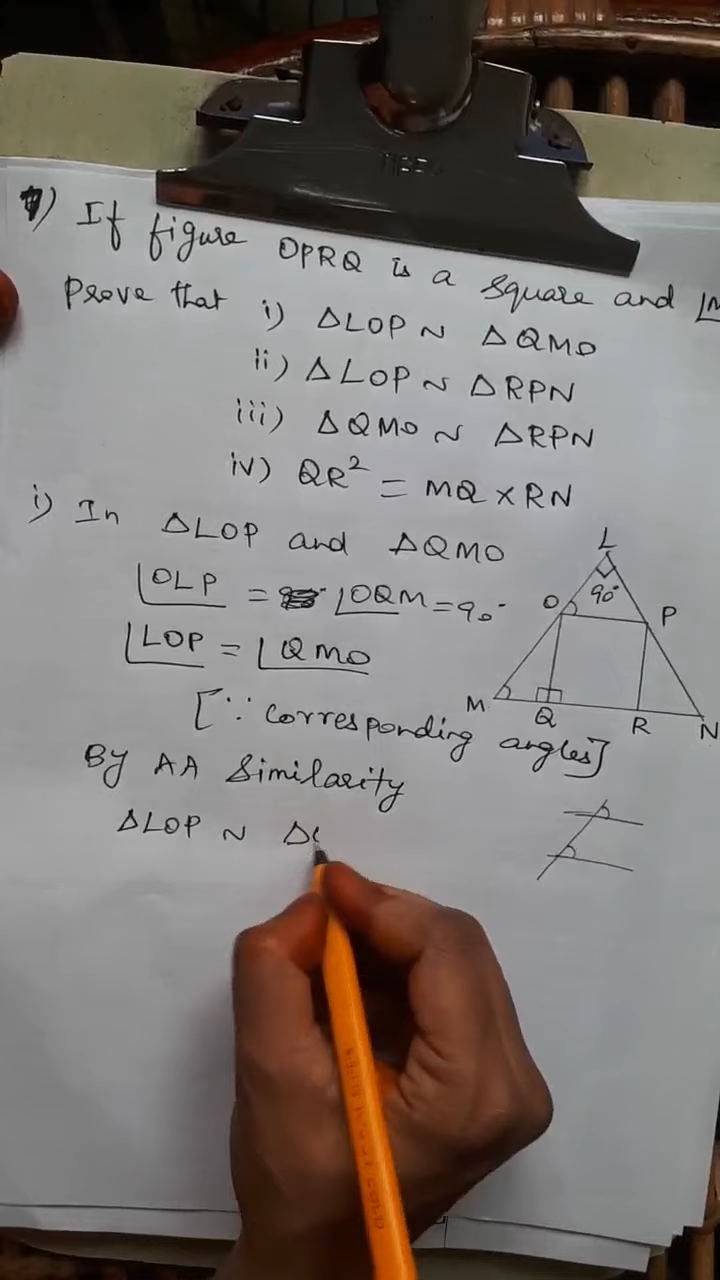 1) If figure OPRQ is a square and ∠M
Prove that i) ΔLOP ~ ΔQMO
ii) ΔLOP ~ ΔRPN
iii) ΔQMO ~ ΔRPN
iv) QR² = MQ × RN
i) In ΔLOP and ΔQMO
∠OLP = ∠OQM = 90°
∠LOP = ∠QMO
[∵ corresponding angles]
By AA Similarity
ΔLOP ~ Δ
L
90°
O
P
M
Q
R
N